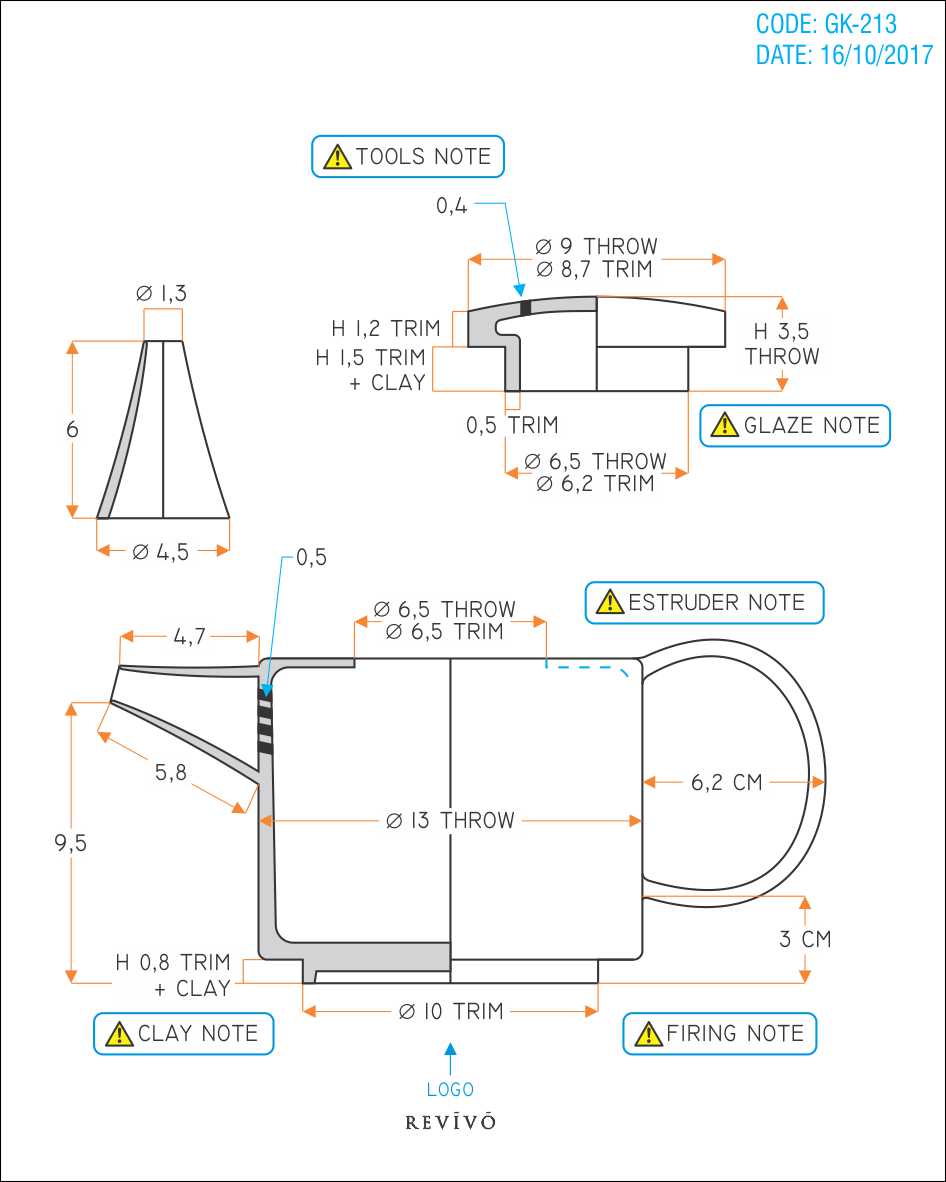 CODE: GK-213
DATE: 16/10/2017
TOOLS NOTE
0,4
Ø 9 THROW
Ø 8,7 TRIM
Ø 1,3
H 1,2 TRIM
H 3,5
THROW
H 1,5 TRIM
+ CLAY
6
0,5 TRIM
GLAZE NOTE
Ø 6,5 THROW
Ø 6,2 TRIM
Ø 4,5
0,5
ESTRUDER NOTE
Ø 6,5 THROW
Ø 6,5 TRIM
4,7
5,8
6,2 CM
Ø 13 THROW
9,5
3 CM
H 0,8 TRIM
+ CLAY
Ø 10 TRIM
CLAY NOTE
FIRING NOTE
LOGO
REVĪVŌ